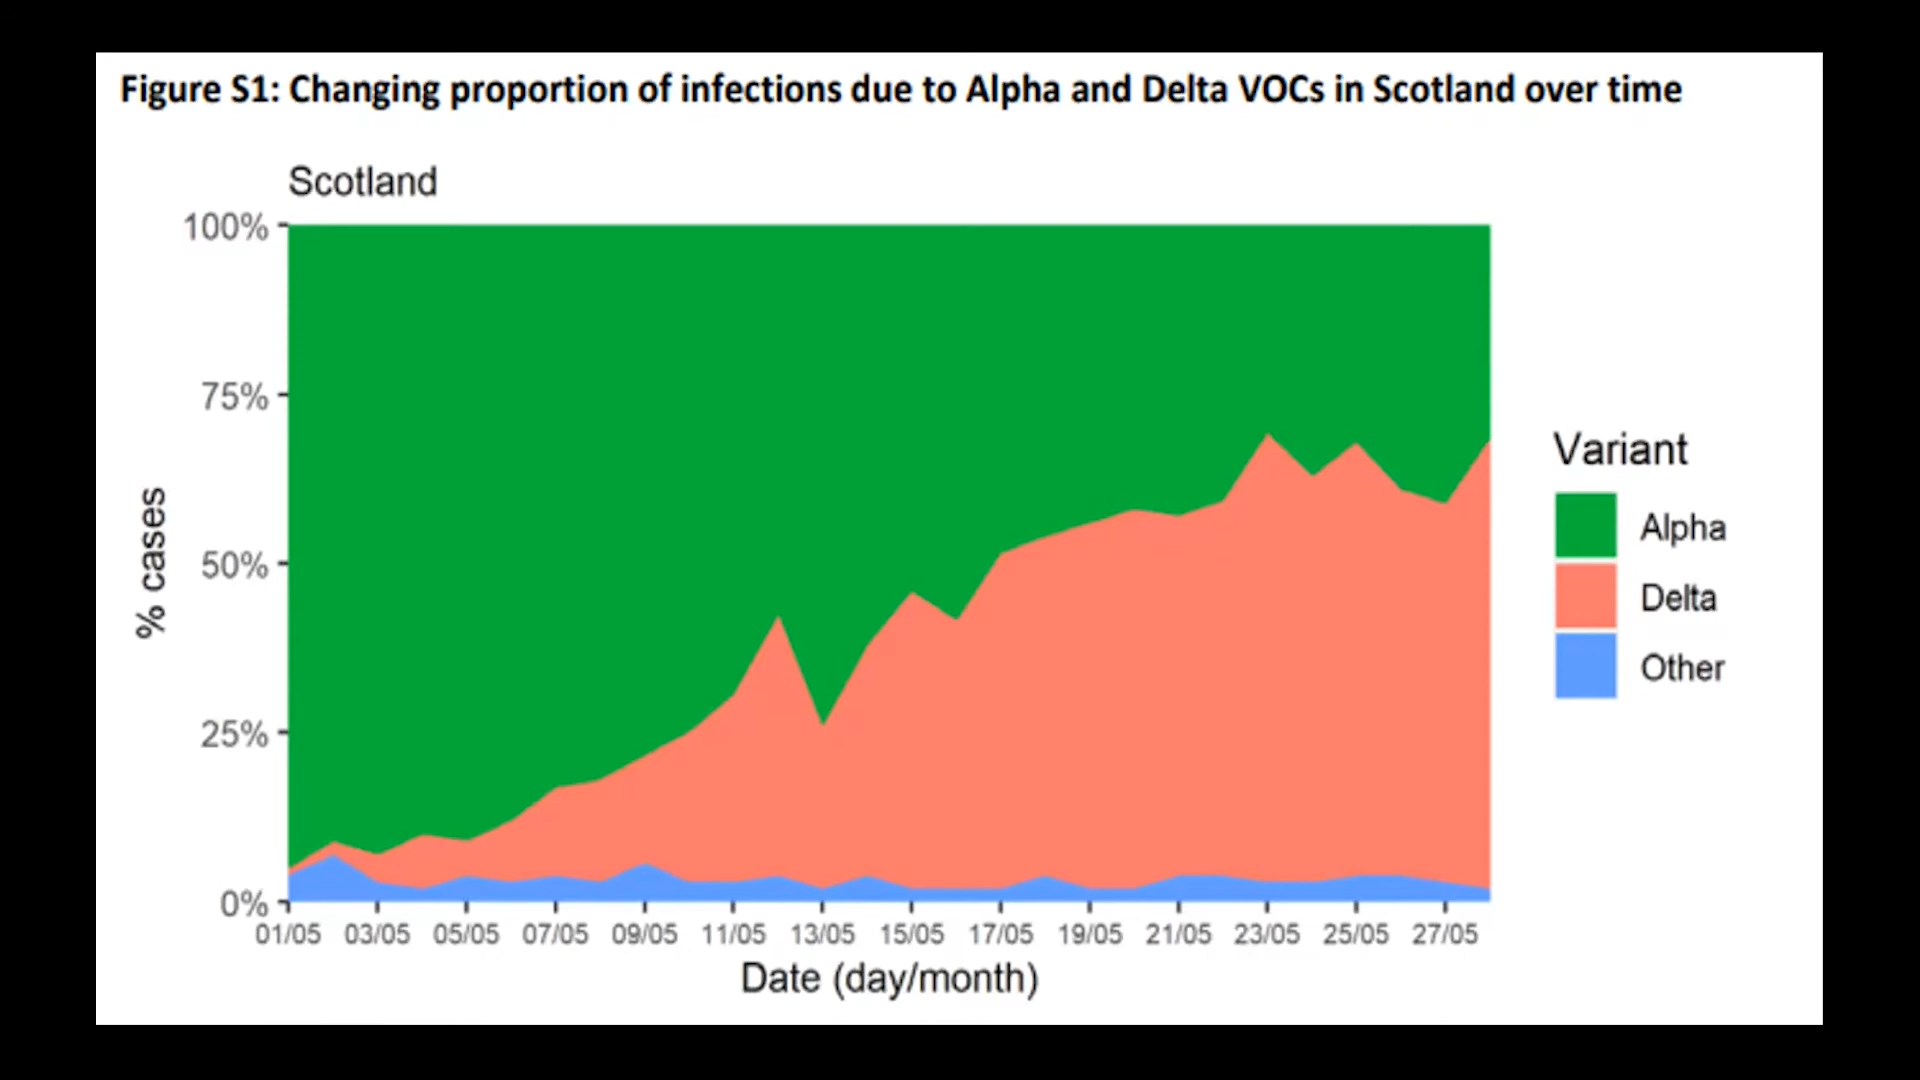 Figure S1: Changing proportion of infections due to Alpha and Delta VOCs in Scotland over time
Scotland
100%
75%
50%
25%
0%
% cases
01/05 03/05 05/05 07/05 09/05 11/05 13/05 15/05 17/05 19/05 21/05 23/05 25/05 27/05
Date (day/month)
Variant
Alpha
Delta
Other